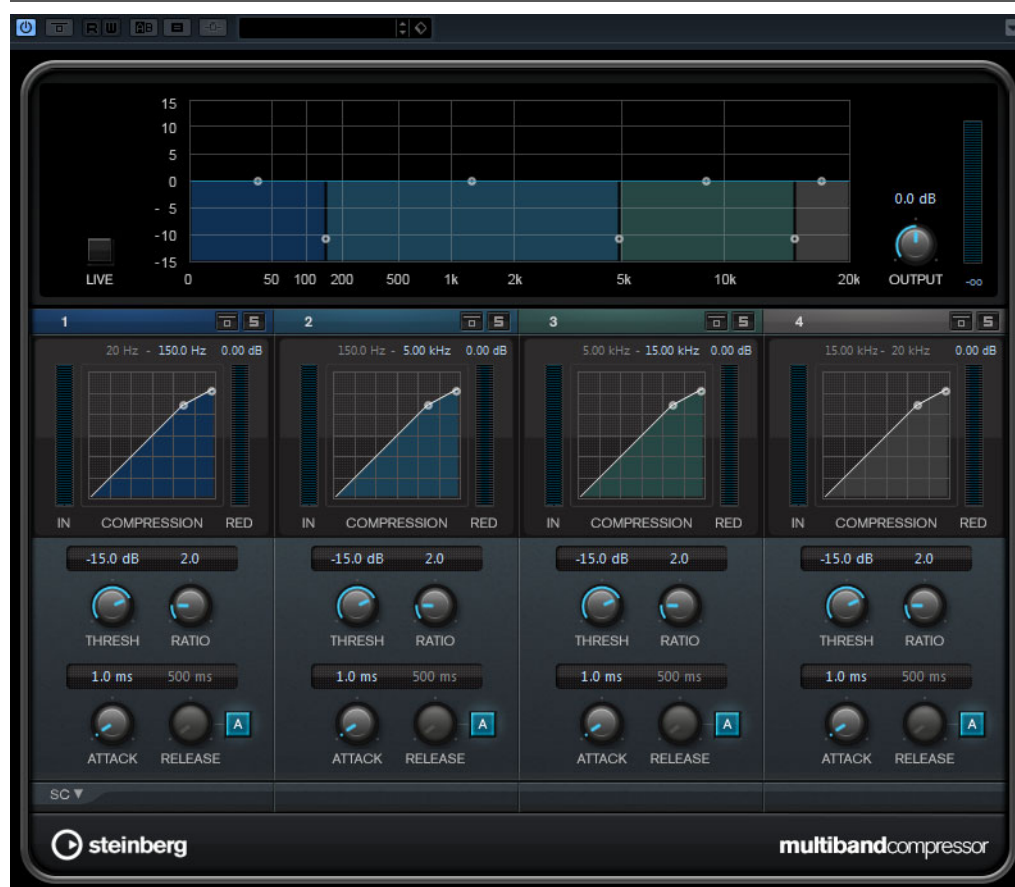 R W AB
15
10
5
0
- 5
-10
-15
0 50 100 200 500 1k 2k 5k 10k 20k
LIVE
0.0 dB
OUTPUT
-oo
1 S 2 S 3 S 4 S
20 Hz - 150.0 Hz 0.00 dB 150.0 Hz - 5.00 kHz 0.00 dB 5.00 kHz - 15.00 kHz 0.00 dB 15.00 kHz - 20 kHz 0.00 dB
IN COMPRESSION RED IN COMPRESSION RED IN COMPRESSION RED IN COMPRESSION RED
-15.0 dB 2.0 -15.0 dB 2.0 -15.0 dB 2.0 -15.0 dB 2.0
THRESH RATIO THRESH RATIO THRESH RATIO THRESH RATIO
1.0 ms 500 ms 1.0 ms 500 ms 1.0 ms 500 ms 1.0 ms 500 ms
A A A A
ATTACK RELEASE ATTACK RELEASE ATTACK RELEASE ATTACK RELEASE
SC ▼
steinberg multibandcompressor